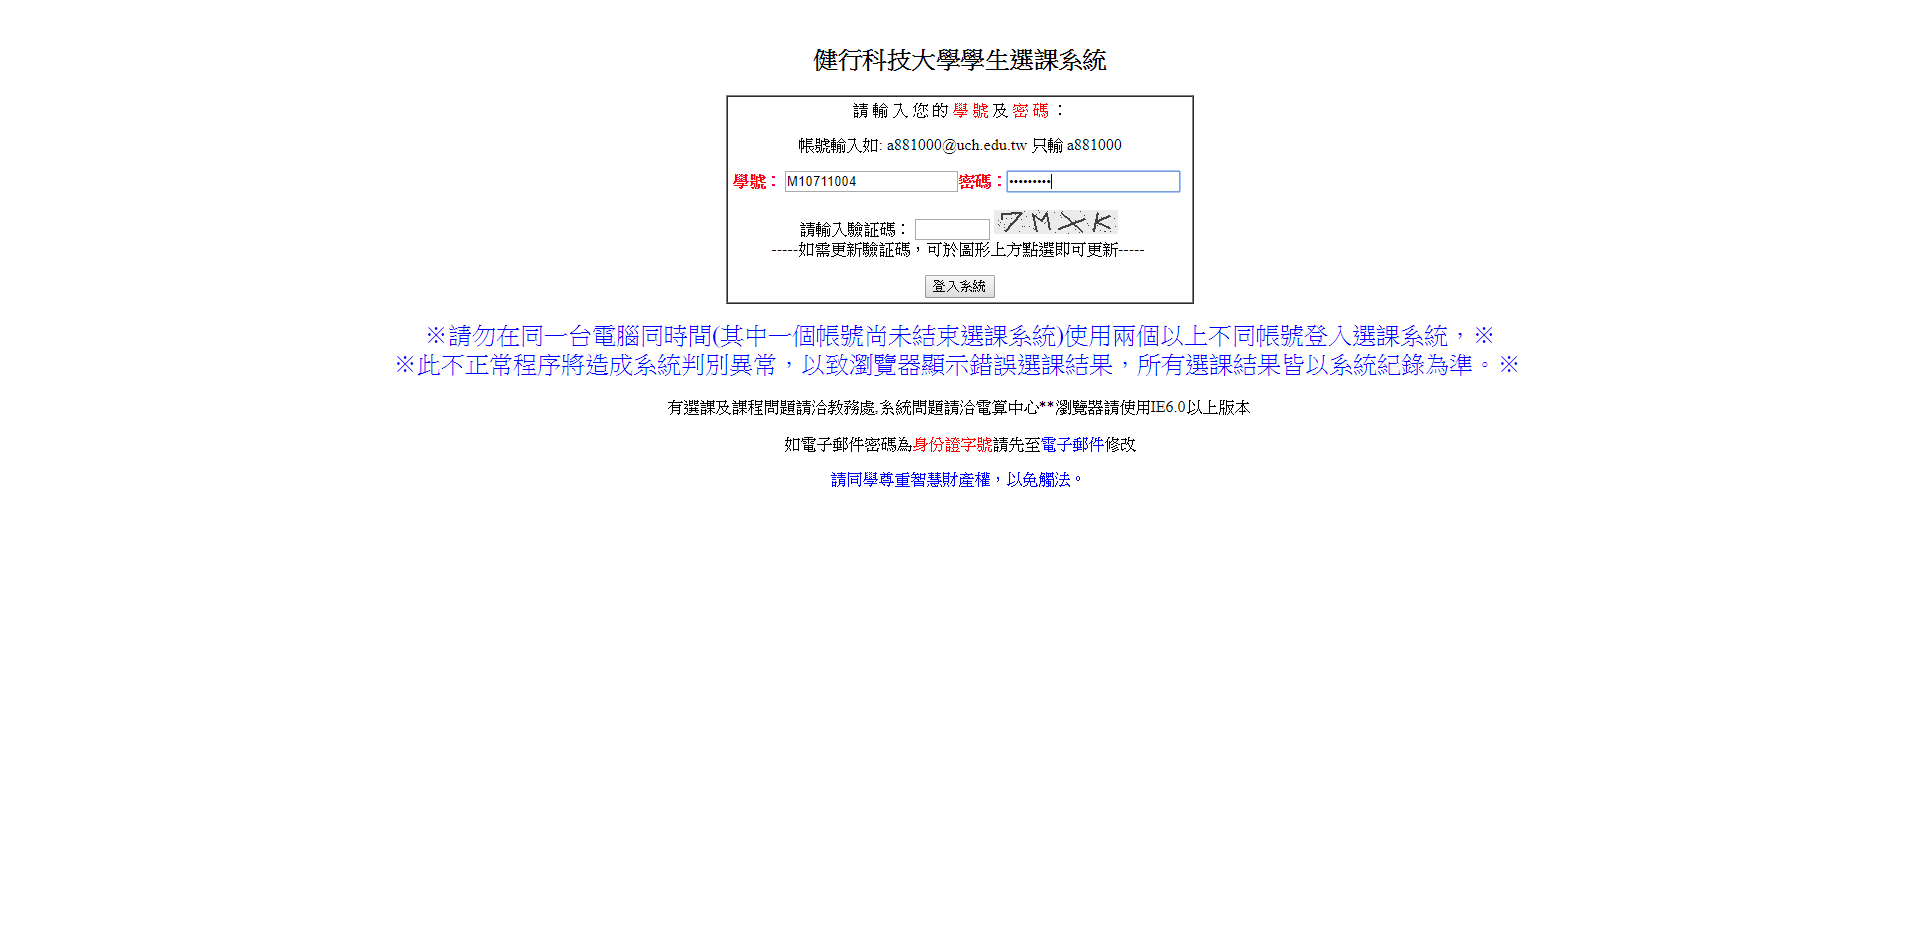 健行科技大學學生選課系統
請 輸 入 您 的 學 號 及 密 碼 ：
帳號輸入如: a881000@uch.edu.tw 只輸 a881000
學號： M10711004 密碼：•••••••••
請輸入驗証碼：
-----如需更新驗証碼，可於圖形上方點選即可更新-----
登入系統
※請勿在同一台電腦同時間(其中一個帳號尚未結束選課系統)使用兩個以上不同帳號登入選課系統，※
※此不正常程序將造成系統判別異常，以致瀏覽器顯示錯誤選課結果，所有選課結果皆以系統紀錄為準。※
有選課及課程問題請洽教務處,系統問題請洽電算中心**瀏覽器請使用IE6.0以上版本
如電子郵件密碼為身份證字號請先至電子郵件修改
請同學尊重智慧財產權，以免觸法。